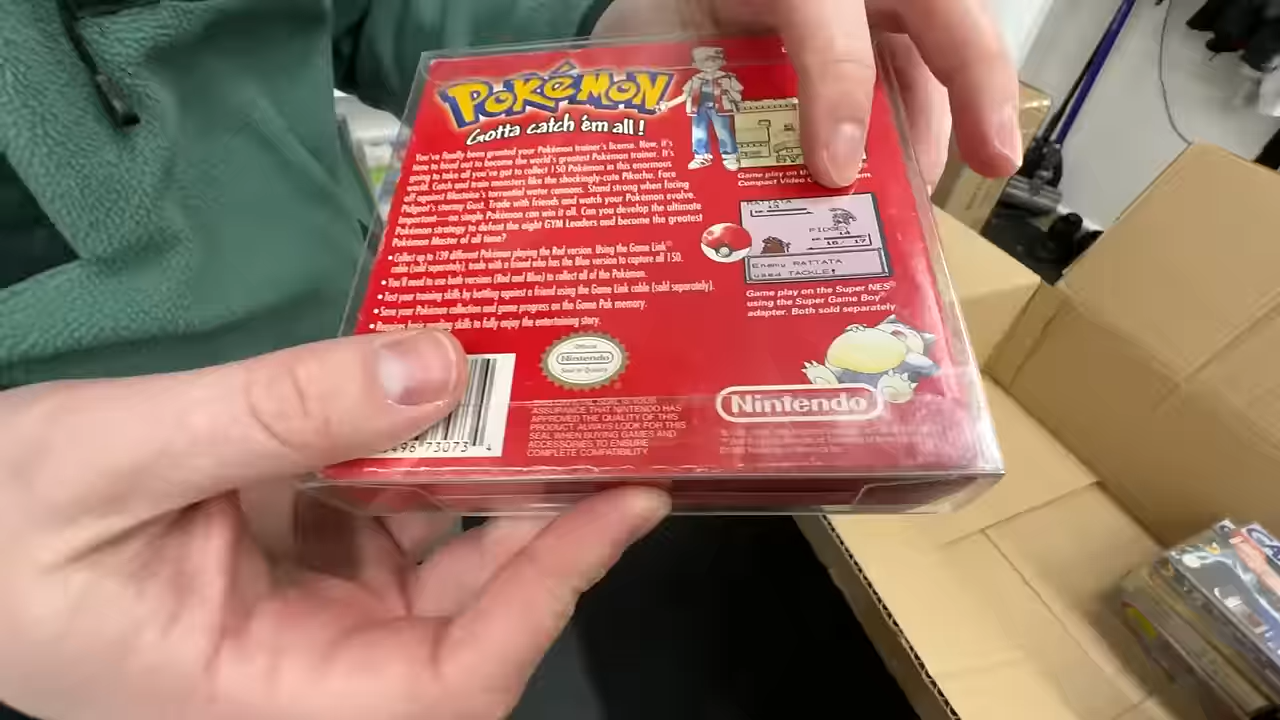 POKéMON
Gotta catch 'em all!
You've finally been granted your Pokémon trainer's license. Now, it's
time to head out to become the world's greatest Pokémon trainer. It's
going to take all you've got to collect 150 Pokémon in this enormous
world. Catch and train monsters like the shockingly-cute Pikachu. Face
off against Blastoise's torrential water cannons. Stand strong when facing
Pidgeot's stormy Gust. Trade with friends and watch your Pokémon evolve.
Important—no single Pokémon can win it all. Can you develop the ultimate
Pokémon strategy to defeat the eight GYM Leaders and become the greatest
Pokémon Master of all time?
• Collect up to 139 different Pokémon playing the Red version. Using the Game Link®
cable (sold separately), trade with a friend who has the Blue version to capture all 150.
• You'll need to use both versions (Red and Blue) to collect all of the Pokémon.
• Test your training skills by battling against a friend using the Game Link cable (sold separately).
• Save your Pokémon collection and game progress on the Game Pak memory.
skills to fully enjoy the entertaining story.
Game play on the
Compact Video
RATTATA
PIDGEY
L4
16/ 17
Enemy RATTATA
used TACKLE!
Game play on the Super NES®
using the Super Game Boy®
adapter. Both sold separately
Official
Nintendo
Seal of Quality
ASSURANCE THAT NINTENDO HAS
APPROVED THE QUALITY OF THIS
PRODUCT. ALWAYS LOOK FOR THIS
SEAL WHEN BUYING GAMES AND
ACCESSORIES TO ENSURE
COMPLETE COMPATIBILITY.
Nintendo
73073 4